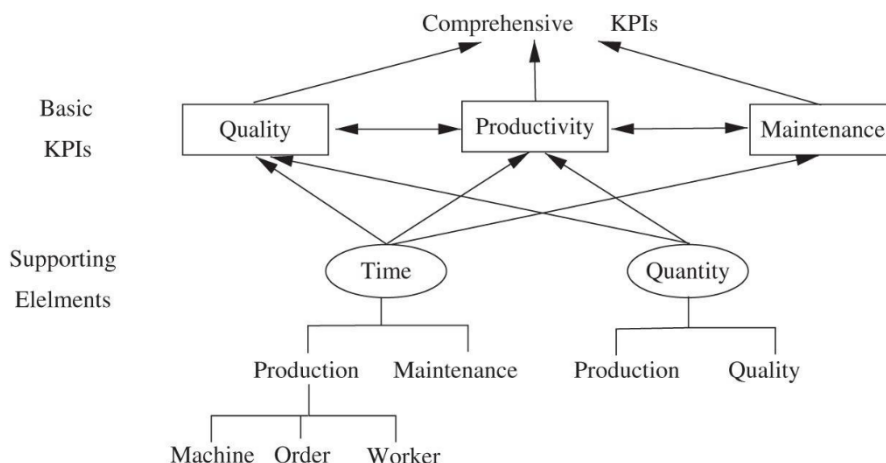 Comprehensive KPIs
Basic
KPIs
Quality
Productivity
Maintenance
Supporting
Elelments
Time
Quantity
Production
Maintenance
Production
Quality
Machine
Order
Worker